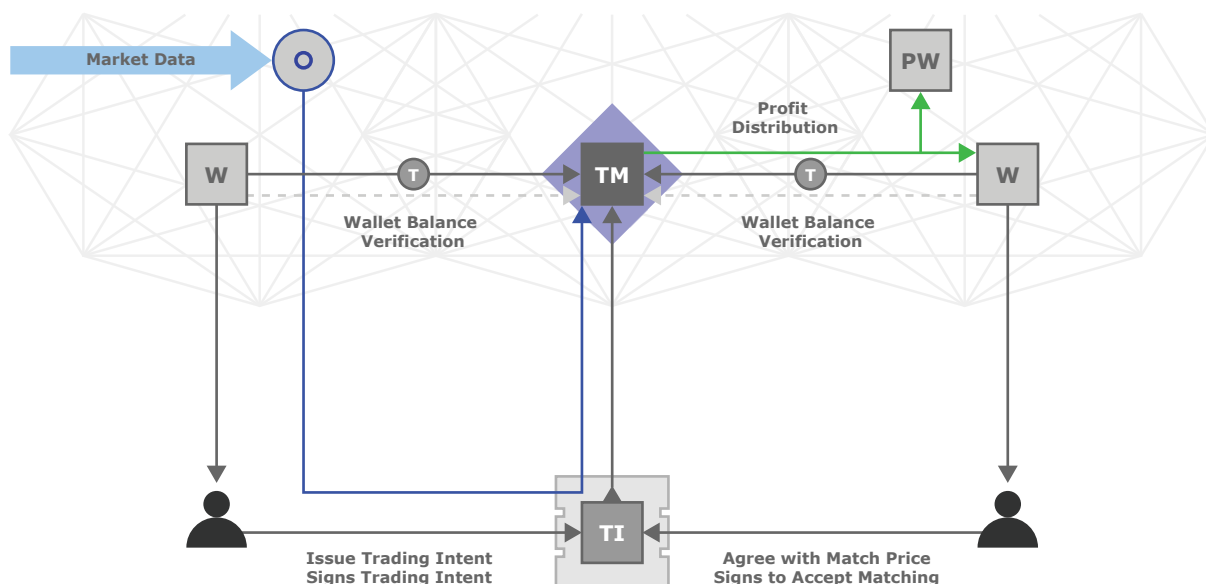 Market Data
O
PW
Profit
Distribution
W
T
TM
T
W
Wallet Balance
Verification
Wallet Balance
Verification
TI
Issue Trading Intent
Signs Trading Intent
Agree with Match Price
Signs to Accept Matching